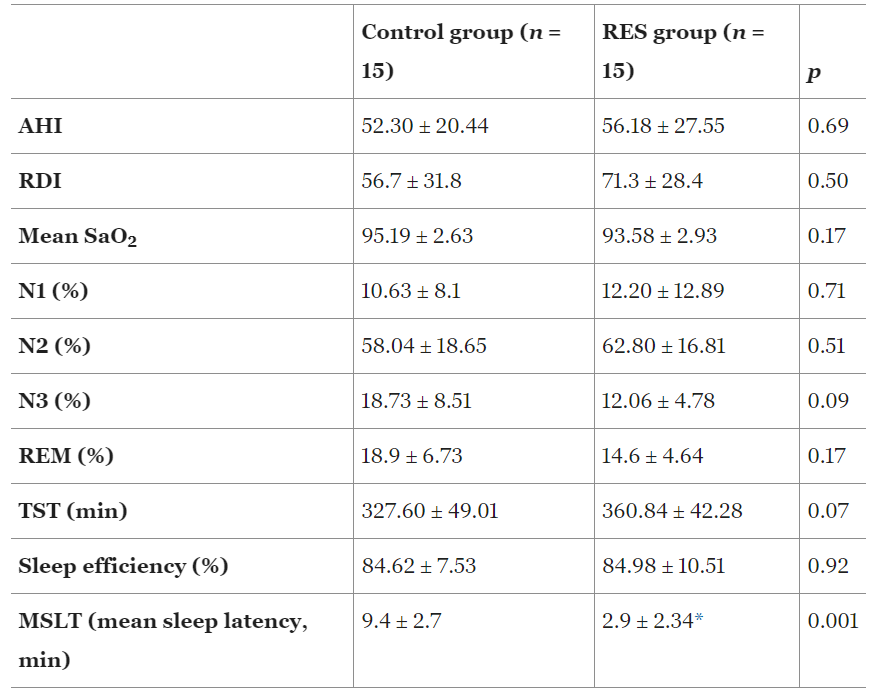 Control group (n = 15) RES group (n = 15) p
AHI 52.30 ± 20.44 56.18 ± 27.55 0.69
RDI 56.7 ± 31.8 71.3 ± 28.4 0.50
Mean SaO₂ 95.19 ± 2.63 93.58 ± 2.93 0.17
N1 (%) 10.63 ± 8.1 12.20 ± 12.89 0.71
N2 (%) 58.04 ± 18.65 62.80 ± 16.81 0.51
N3 (%) 18.73 ± 8.51 12.06 ± 4.78 0.09
REM (%) 18.9 ± 6.73 14.6 ± 4.64 0.17
TST (min) 327.60 ± 49.01 360.84 ± 42.28 0.07
Sleep efficiency (%) 84.62 ± 7.53 84.98 ± 10.51 0.92
MSLT (mean sleep latency, min) 9.4 ± 2.7 2.9 ± 2.34* 0.001